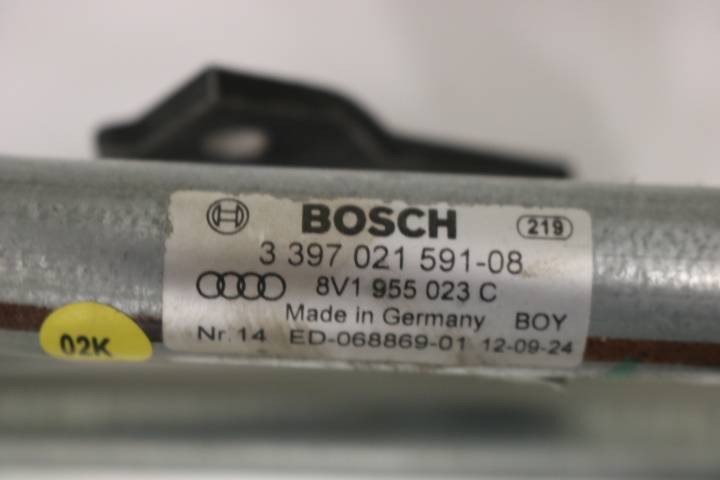 BOSCH 219
3 397 021 591-08
8V1 955 023 C
Made in Germany BOY
Nr. 14 ED-068869-01 12-09-24
02K